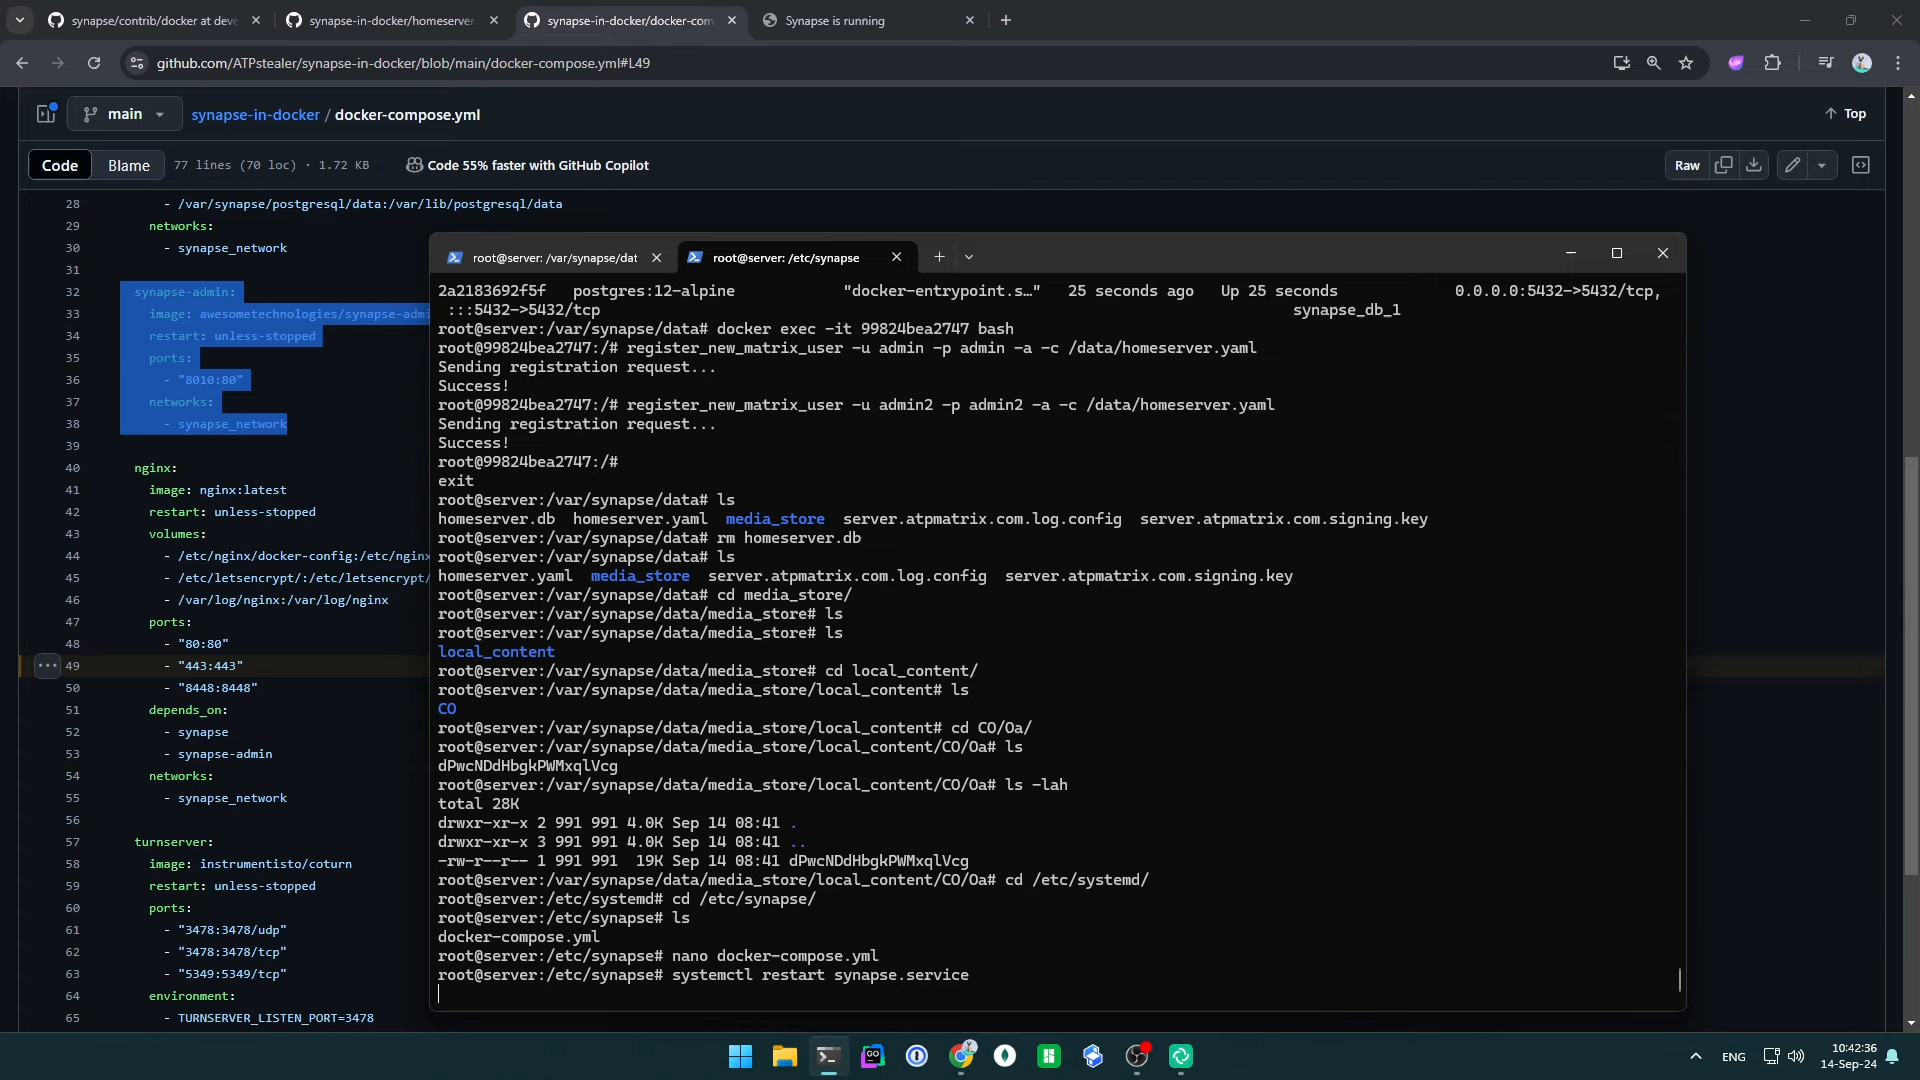 synapse/contrib/docker at deve
synapse-in-docker/homeserver.
synapse-in-docker/docker-com
Synapse is running
github.com/ATPstealer/synapse-in-docker/blob/main/docker-compose.yml#L49
main
synapse-in-docker / docker-compose.yml
Top
Code
Blame
77 lines (70 loc) · 1.72 KB
Code 55% faster with GitHub Copilot
Raw
28 - /var/synapse/postgresql/data:/var/lib/postgresql/data
29 networks:
30 - synapse_network
31
32 synapse-admin:
33 image: awesometechnologies/synapse-admi
34 restart: unless-stopped
35 ports:
36 - "8010:80"
37 networks:
38 - synapse_network
39
40 nginx:
41 image: nginx:latest
42 restart: unless-stopped
43 volumes:
44 - /etc/nginx/docker-config:/etc/nginx
45 - /etc/letsencrypt/:/etc/letsencrypt/
46 - /var/log/nginx:/var/log/nginx
47 ports:
48 - "80:80"
49 - "443:443"
50 - "8448:8448"
51 depends_on:
52 - synapse
53 - synapse-admin
54 networks:
55 - synapse_network
56
57 turnserver:
58 image: instrumentisto/coturn
59 restart: unless-stopped
60 ports:
61 - "3478:3478/udp"
62 - "3478:3478/tcp"
63 - "5349:5349/tcp"
64 environment:
65 - TURNSERVER_LISTEN_PORT=3478
root@server: /var/synapse/dat
root@server: /etc/synapse
2a2183692f5f postgres:12-alpine "docker-entrypoint.s…" 25 seconds ago Up 25 seconds 0.0.0.0:5432->5432/tcp,
:::5432->5432/tcp synapse_db_1
root@server:/var/synapse/data# docker exec -it 99824bea2747 bash
root@99824bea2747:/# register_new_matrix_user -u admin -p admin -a -c /data/homeserver.yaml
Sending registration request...
Success!
root@99824bea2747:/# register_new_matrix_user -u admin2 -p admin2 -a -c /data/homeserver.yaml
Sending registration request...
Success!
root@99824bea2747:/#
exit
root@server:/var/synapse/data# ls
homeserver.db homeserver.yaml media_store server.atpmatrix.com.log.config server.atpmatrix.com.signing.key
root@server:/var/synapse/data# rm homeserver.db
root@server:/var/synapse/data# ls
homeserver.yaml media_store server.atpmatrix.com.log.config server.atpmatrix.com.signing.key
root@server:/var/synapse/data# cd media_store/
root@server:/var/synapse/data/media_store# ls
root@server:/var/synapse/data/media_store# ls
local_content
root@server:/var/synapse/data/media_store# cd local_content/
root@server:/var/synapse/data/media_store/local_content# ls
CO
root@server:/var/synapse/data/media_store/local_content# cd CO/Oa/
root@server:/var/synapse/data/media_store/local_content/CO/Oa# ls
dPwcNDdHbgkPWMxqlVcg
root@server:/var/synapse/data/media_store/local_content/CO/Oa# ls -lah
total 28K
drwxr-xr-x 2 991 991 4.0K Sep 14 08:41 .
drwxr-xr-x 3 991 991 4.0K Sep 14 08:41 ..
-rw-r--r-- 1 991 991 19K Sep 14 08:41 dPwcNDdHbgkPWMxqlVcg
root@server:/var/synapse/data/media_store/local_content/CO/Oa# cd /etc/systemd/
root@server:/etc/systemd# cd /etc/synapse/
root@server:/etc/synapse# ls
docker-compose.yml
root@server:/etc/synapse# nano docker-compose.yml
root@server:/etc/synapse# systemctl restart synapse.service
GO
ENG
10:42:36
14-Sep-24